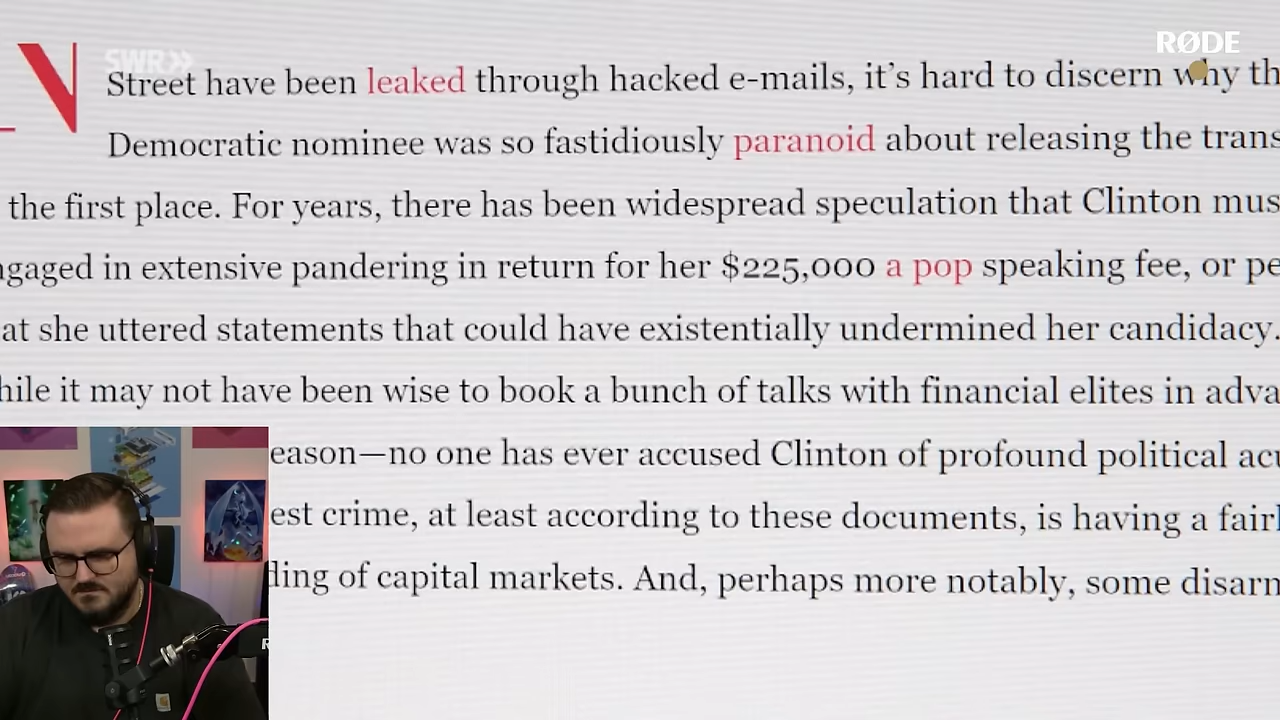 SWR»
RØDE
N
Street have been leaked through hacked e-mails, it's hard to discern why th
Democratic nominee was so fastidiously paranoid about releasing the trans
the first place. For years, there has been widespread speculation that Clinton mus
ngaged in extensive pandering in return for her $225,000 a pop speaking fee, or pe
at she uttered statements that could have existentially undermined her candidacy.
hile it may not have been wise to book a bunch of talks with financial elites in adva
eason—no one has ever accused Clinton of profound political acu
est crime, at least according to these documents, is having a fairl
ding of capital markets. And, perhaps more notably, some disarm